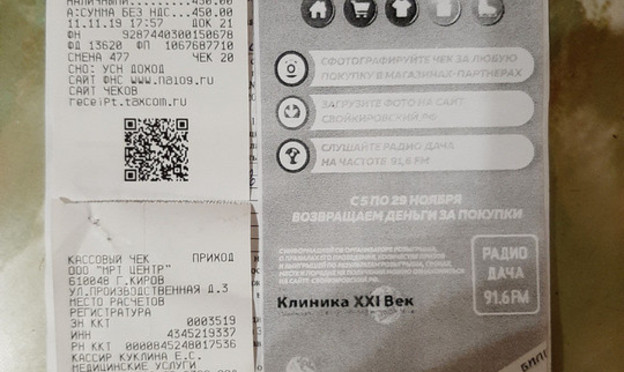 НАЛИЧНЫМИ.........450.00
А:СУММА БЕЗ НДС...450.00
11.11.19 17:57 ДОК 21
ФН 9287440300150678
ФД 13620 ФП 1067687710
СМЕНА 477 ЧЕК 20
СНО: УСН ДОХОД
САЙТ ФНС www.nalog.ru
САЙТ ЧЕКОВ
receipt.taxcom.ru
КАССОВЫЙ ЧЕК ПРИХОД
ООО "МРТ ЦЕНТР"
610048 Г.КИРОВ
УЛ.ПРОИЗВОДСТВЕННАЯ Д.3
МЕСТО РАСЧЕТОВ
РЕГИСТРАТУРА
ЗН ККТ 0003519
ИНН 4345219337
РН ККТ 0000845248017536
КАССИР КУКЛИНА Е.С.
МЕДИЦИНСКИЕ УСЛУГИ
СФОТОГРАФИРУЙТЕ ЧЕК ЗА ЛЮБУЮ
ПОКУПКУ В МАГАЗИНАХ-ПАРТНЕРАХ
ЗАГРУЗИТЕ ФОТО НА САЙТ
СВОЙКИРОВСКИЙ.РФ
СЛУШАЙТЕ РАДИО ДАЧА
НА ЧАСТОТЕ 91,6 FM
С 5 ПО 29 НОЯБРЯ
ВОЗВРАЩАЕМ ДЕНЬГИ ЗА ПОКУПКИ
РАДИО
ДАЧА
91.6 FM
Клиника XXI Век